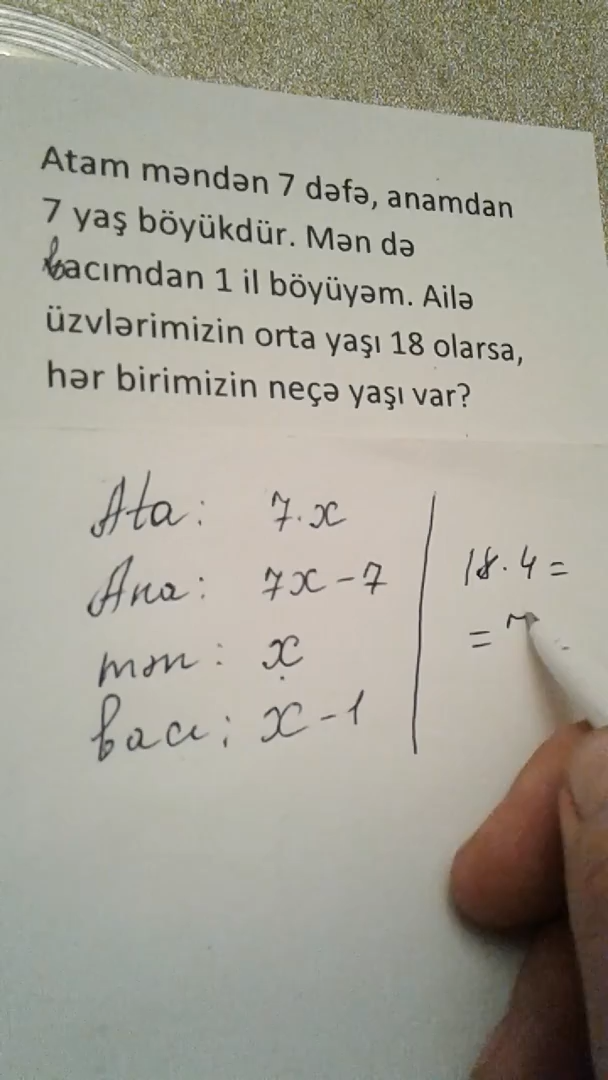 Atam məndən 7 dəfə, anamdan
7 yaş böyükdür. Mən də
bacımdan 1 il böyüyəm. Ailə
üzvlərimizin orta yaşı 18 olarsa,
hər birimizin neçə yaşı var?
Ata: 7·x
Ana: 7x-7
mən: x
bacı: x-1
18·4=
=7